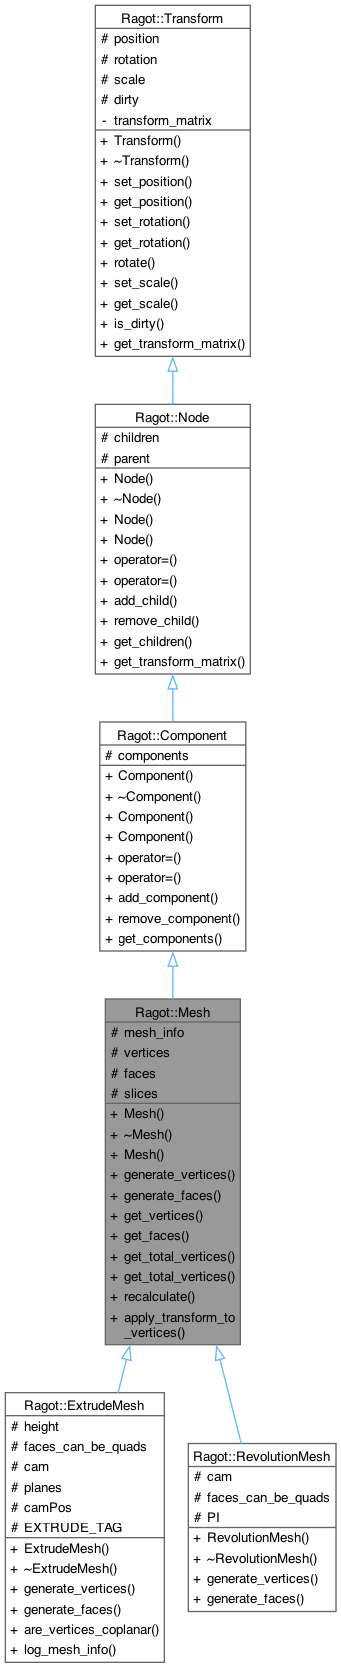 Ragot::Transform
# position
# rotation
# scale
# dirty
- transform_matrix
+ Transform()
+ ~Transform()
+ set_position()
+ get_position()
+ set_rotation()
+ get_rotation()
+ rotate()
+ set_scale()
+ get_scale()
+ is_dirty()
+ get_transform_matrix()
Ragot::Node
# children
# parent
+ Node()
+ ~Node()
+ Node()
+ Node()
+ operator=()
+ operator=()
+ add_child()
+ remove_child()
+ get_children()
+ get_transform_matrix()
Ragot::Component
# components
+ Component()
+ ~Component()
+ Component()
+ Component()
+ operator=()
+ operator=()
+ add_component()
+ remove_component()
+ get_components()
Ragot::Mesh
# mesh_info
# vertices
# faces
# slices
+ Mesh()
+ ~Mesh()
+ Mesh()
+ generate_vertices()
+ generate_faces()
+ get_vertices()
+ get_faces()
+ get_total_vertices()
+ get_total_vertices()
+ recalculate()
+ apply_transform_to
_vertices()
Ragot::ExtrudeMesh
# height
# faces_can_be_quads
# cam
# planes
# camPos
# EXTRUDE_TAG
+ ExtrudeMesh()
+ ~ExtrudeMesh()
+ generate_vertices()
+ generate_faces()
+ are_vertices_coplanar()
+ log_mesh_info()
Ragot::RevolutionMesh
# cam
# faces_can_be_quads
# PI
+ RevolutionMesh()
+ ~RevolutionMesh()
+ generate_vertices()
+ generate_faces()